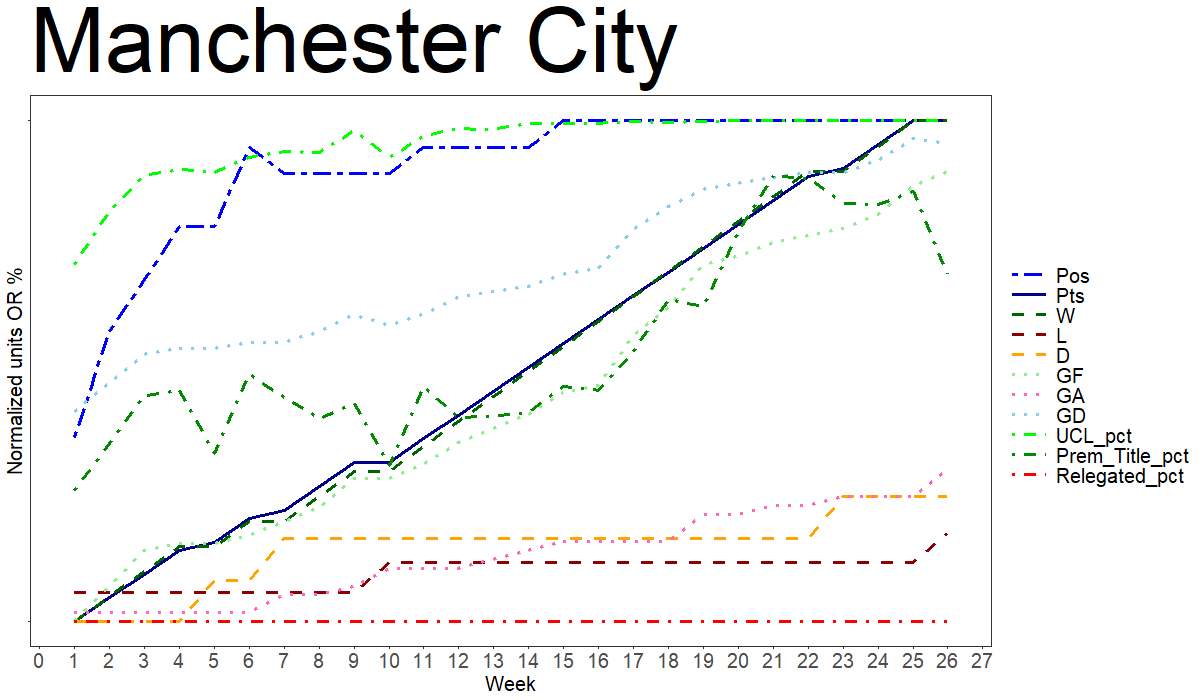 Manchester City
Normalized units OR %
Pos
Pts
W
L
D
GF
GA
GD
UCL_pct
Prem_Title_pct
Relegated_pct
0 1 2 3 4 5 6 7 8 9 10 11 12 13 14 15 16 17 18 19 20 21 22 23 24 25 26 27
Week